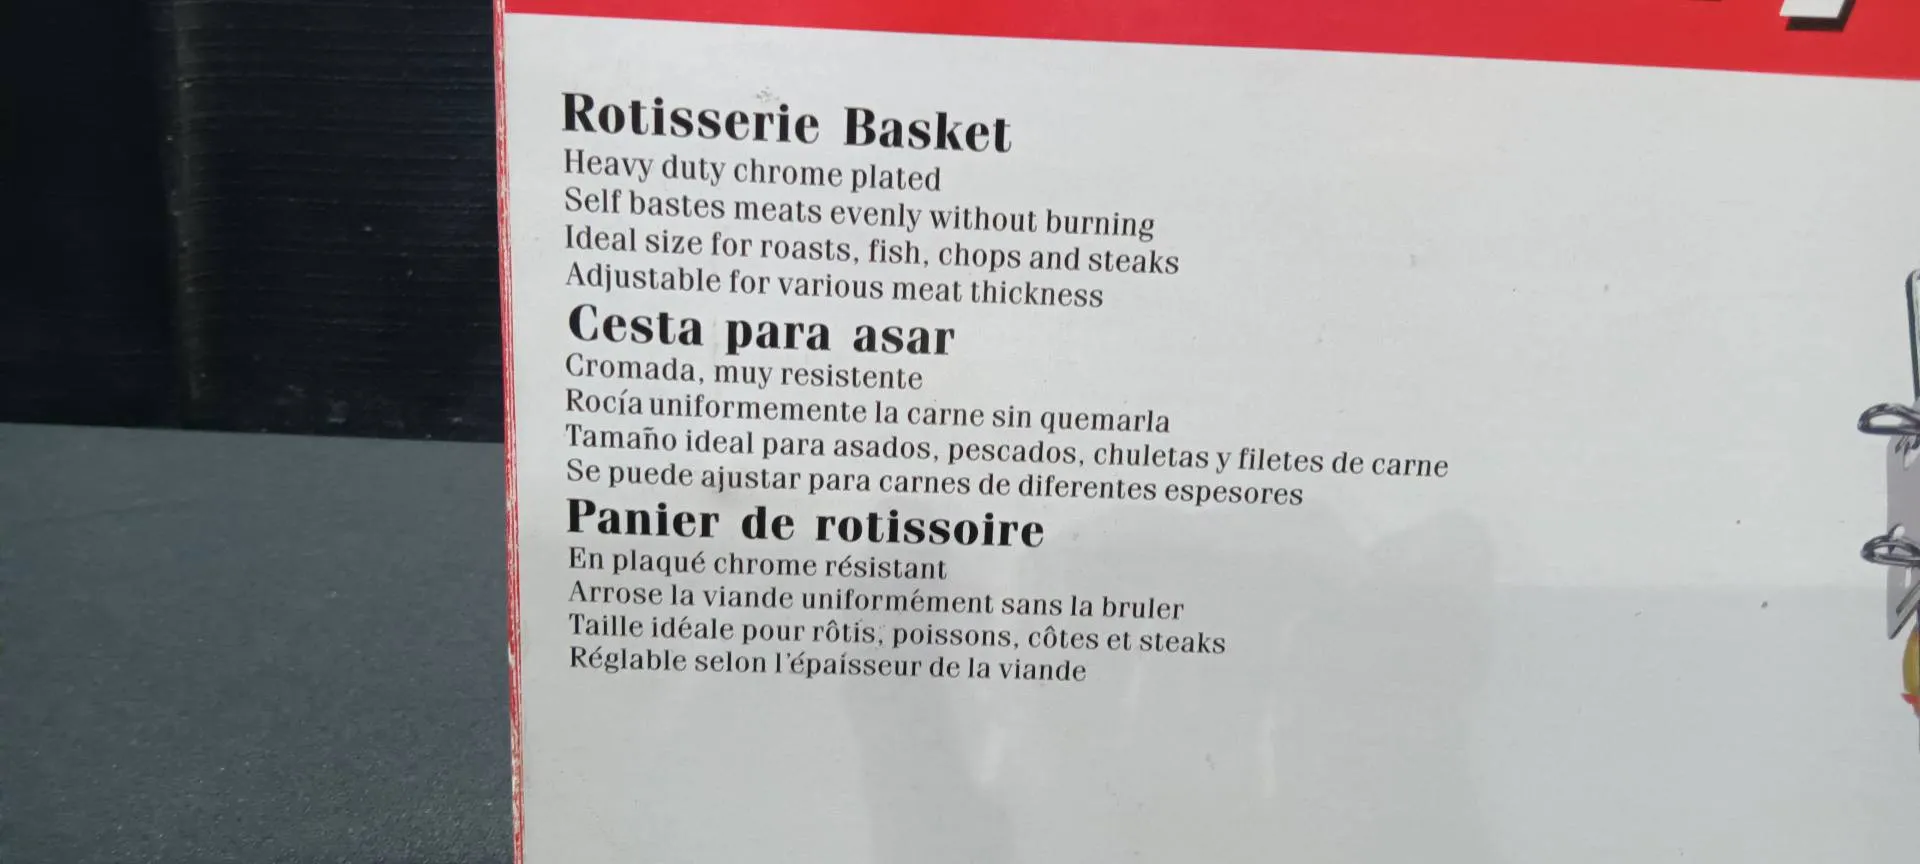 Rotisserie Basket
Heavy duty chrome plated
Self bastes meats evenly without burning
Ideal size for roasts, fish, chops and steaks
Adjustable for various meat thickness
Cesta para asar
Cromada, muy resistente
Rocía uniformemente la carne sin quemarla
Tamaño ideal para asados, pescados, chuletas y filetes de carne
Se puede ajustar para carnes de diferentes espesores
Panier de rotissoire
En plaqué chrome résistant
Arrose la viande uniformément sans la bruler
Taille idéale pour rôtis, poissons, côtes et steaks
Réglable selon l'épaisseur de la viande